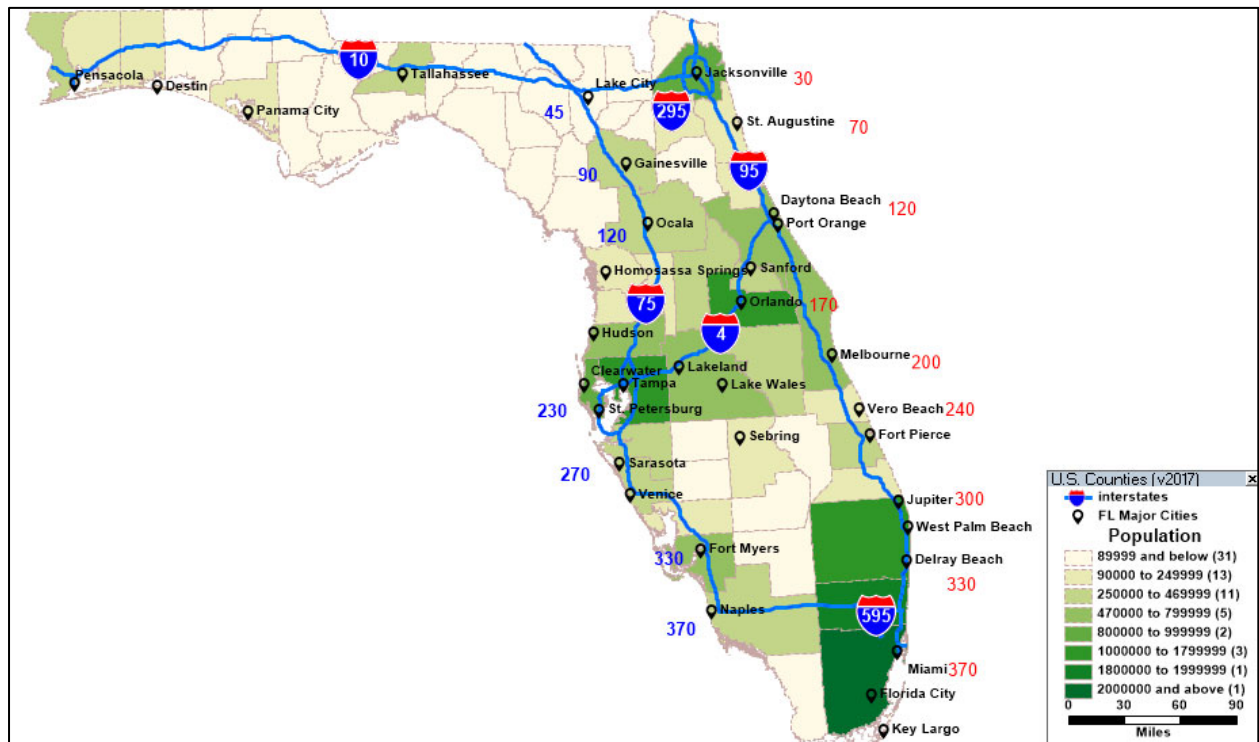 10
Pensacola
Destin
Panama City
Tallahassee
Lake City
Jacksonville
30
45
295
St. Augustine
70
95
90
Gainesville
Daytona Beach
120
Port Orange
120
Ocala
Homosassa Springs
Sanford
75
Orlando
170
4
Hudson
Melbourne
200
Clearwater
Lakeland
Tampa
Lake Wales
230
St. Petersburg
Vero Beach
240
Fort Pierce
Sebring
270
Sarasota
Venice
Jupiter
300
West Palm Beach
330
Fort Myers
Delray Beach
330
Naples
595
370
Miami
370
Florida City
Key Largo
U.S. Counties (v2017)
interstates
FL Major Cities
Population
89999 and below (31)
90000 to 249999 (13)
250000 to 469999 (11)
470000 to 799999 (5)
800000 to 999999 (2)
1000000 to 1799999 (3)
1800000 to 1999999 (1)
2000000 and above (1)
0 30 60 90
Miles